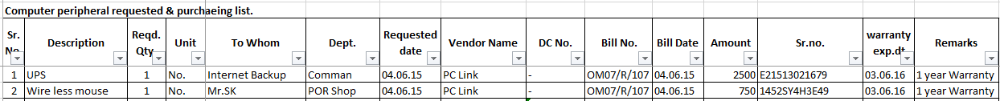 Computer peripheral requested & purchaeing list.
Sr. No. Description Reqd. Qty Unit To Whom Dept. Requested date Vendor Name DC No. Bill No. Bill Date Amount Sr.no. warranty exp.dt Remarks
1 UPS 1 No. Internet Backup Comman 04.06.15 PC Link - OM07/R/107 04.06.15 2500 E21513021679 03.06.16 1 year Warranty
2 Wire less mouse 1 No. Mr.SK POR Shop 04.06.15 PC Link - OM07/R/107 04.06.15 750 1452SY4H3E49 03.06.16 1 year Warranty